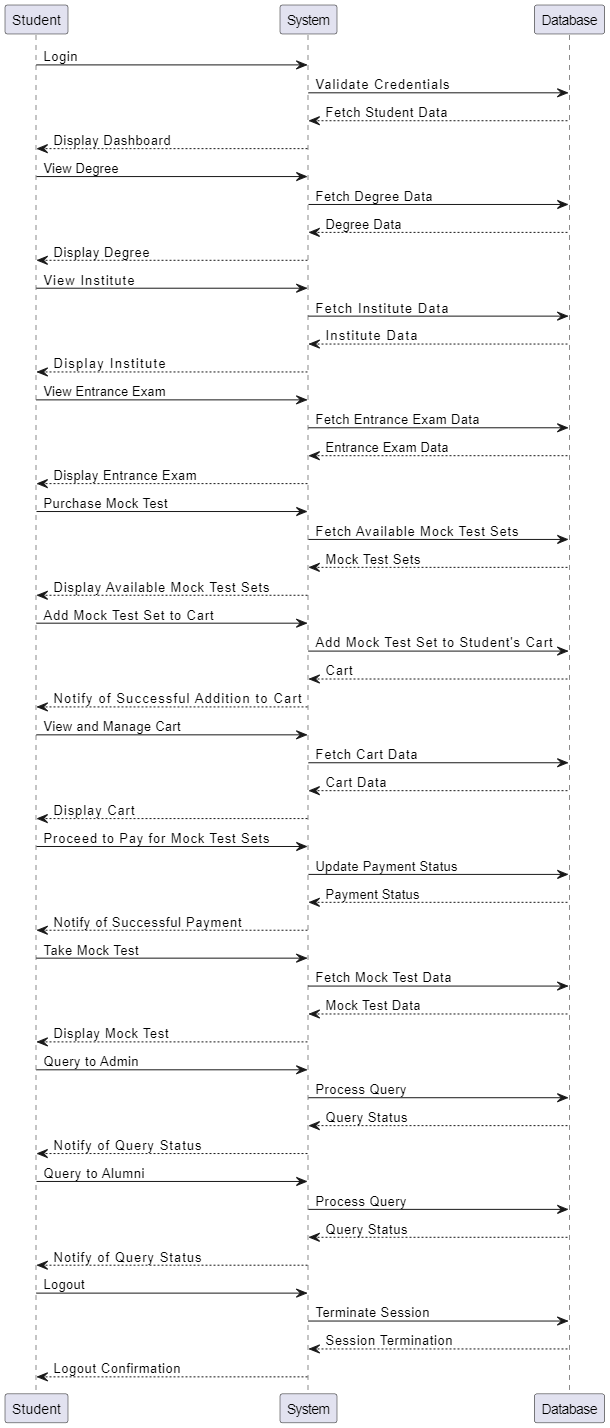 Student System Database
Login
Validate Credentials
Fetch Student Data
Display Dashboard
View Degree
Fetch Degree Data
Degree Data
Display Degree
View Institute
Fetch Institute Data
Institute Data
Display Institute
View Entrance Exam
Fetch Entrance Exam Data
Entrance Exam Data
Display Entrance Exam
Purchase Mock Test
Fetch Available Mock Test Sets
Mock Test Sets
Display Available Mock Test Sets
Add Mock Test Set to Cart
Add Mock Test Set to Student's Cart
Cart
Notify of Successful Addition to Cart
View and Manage Cart
Fetch Cart Data
Cart Data
Display Cart
Proceed to Pay for Mock Test Sets
Update Payment Status
Payment Status
Notify of Successful Payment
Take Mock Test
Fetch Mock Test Data
Mock Test Data
Display Mock Test
Query to Admin
Process Query
Query Status
Notify of Query Status
Query to Alumni
Process Query
Query Status
Notify of Query Status
Logout
Terminate Session
Session Termination
Logout Confirmation
Student System Database